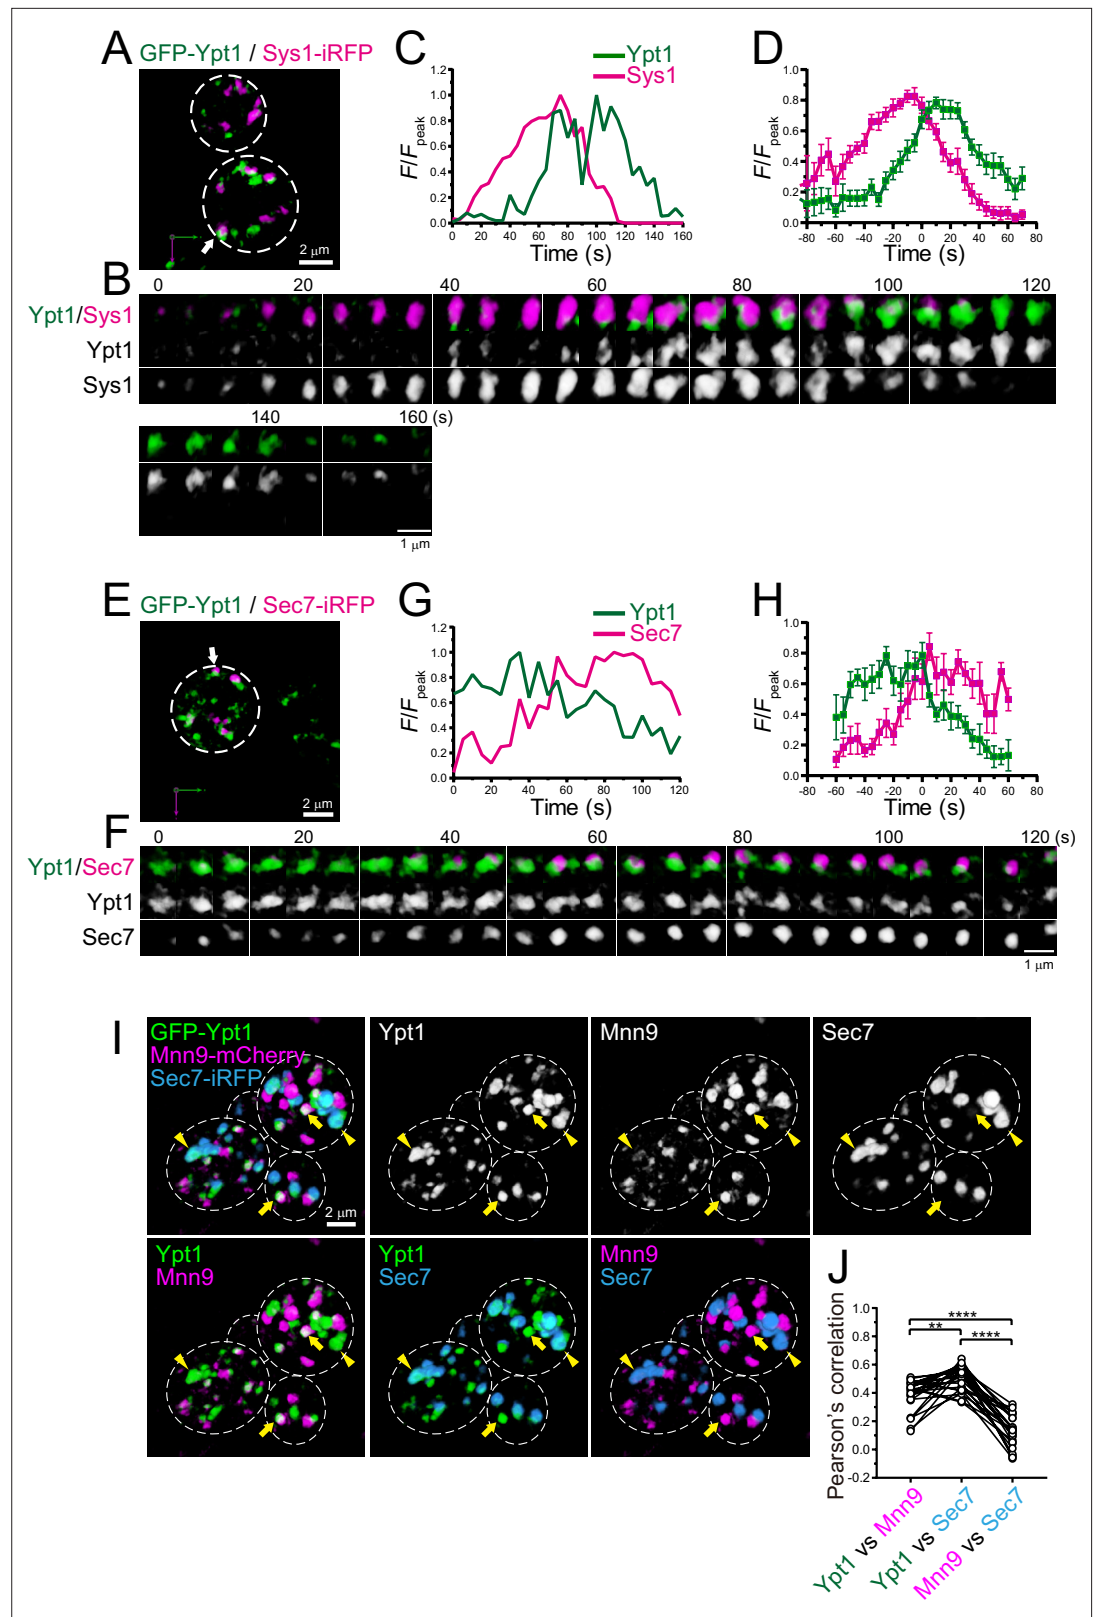 A
GFP-Ypt1 / Sys1-iRFP
2 μm
C
Ypt1
Sys1
F/Fpeak
1.2
1.0
0.8
0.6
0.4
0.2
0.0
0 20 40 60 80 100 120 140 160
Time (s)
D
F/Fpeak
1.0
0.8
0.6
0.4
0.2
0.0
-80 -60 -40 -20 0 20 40 60 80
Time (s)
B
0 20 40 60 80 100 120
Ypt1/Sys1
Ypt1
Sys1
140 160 (s)
1 μm
E
GFP-Ypt1 / Sec7-iRFP
2 μm
G
Ypt1
Sec7
F/Fpeak
1.2
1.0
0.8
0.6
0.4
0.2
0.0
0 20 40 60 80 100 120
Time (s)
H
F/Fpeak
1.0
0.8
0.6
0.4
0.2
0.0
-80 -60 -40 -20 0 20 40 60 80
Time (s)
F
0 20 40 60 80 100 120 (s)
Ypt1/Sec7
Ypt1
Sec7
1 μm
I
GFP-Ypt1
Mnn9-mCherry
Sec7-iRFP
2 μm
Ypt1
Mnn9
Sec7
Ypt1
Mnn9
Ypt1
Sec7
Mnn9
Sec7
J
Pearson's correlation
1.0
0.8
0.6
0.4
0.2
0.0
-0.2
****
**
****
Ypt1 vs Mnn9
Ypt1 vs Sec7
Mnn9 vs Sec7